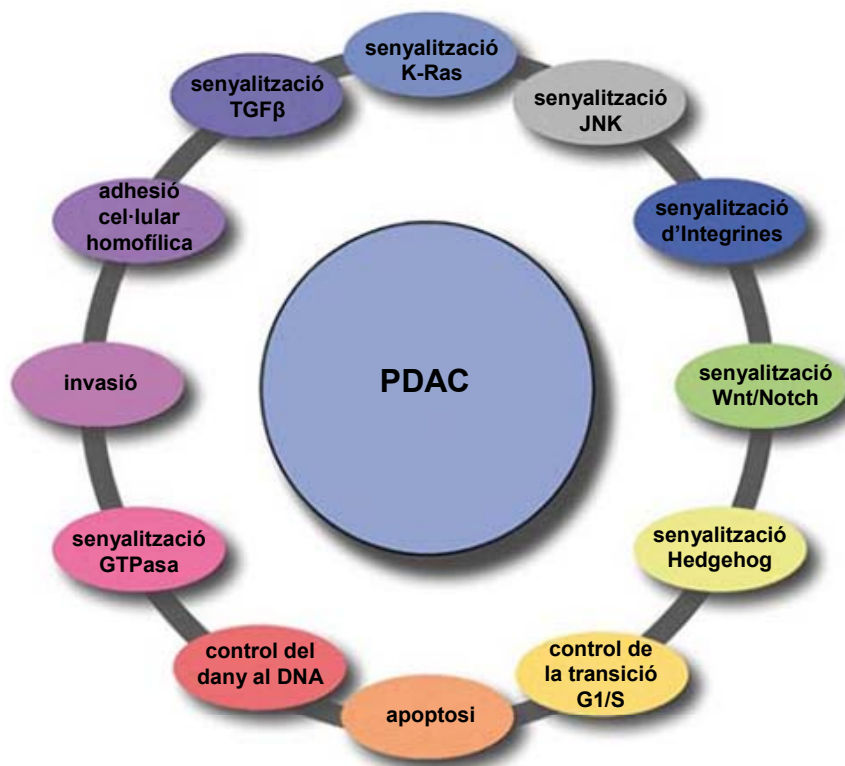 senyalització
K-Ras
senyalització
JNK
senyalització
d'Integrines
senyalització
Wnt/Notch
senyalització
Hedgehog
control de
la transició
G1/S
apoptosi
control del
dany al DNA
senyalització
GTPasa
invasió
adhesió
cel·lular
homofílica
senyalització
TGFβ
PDAC